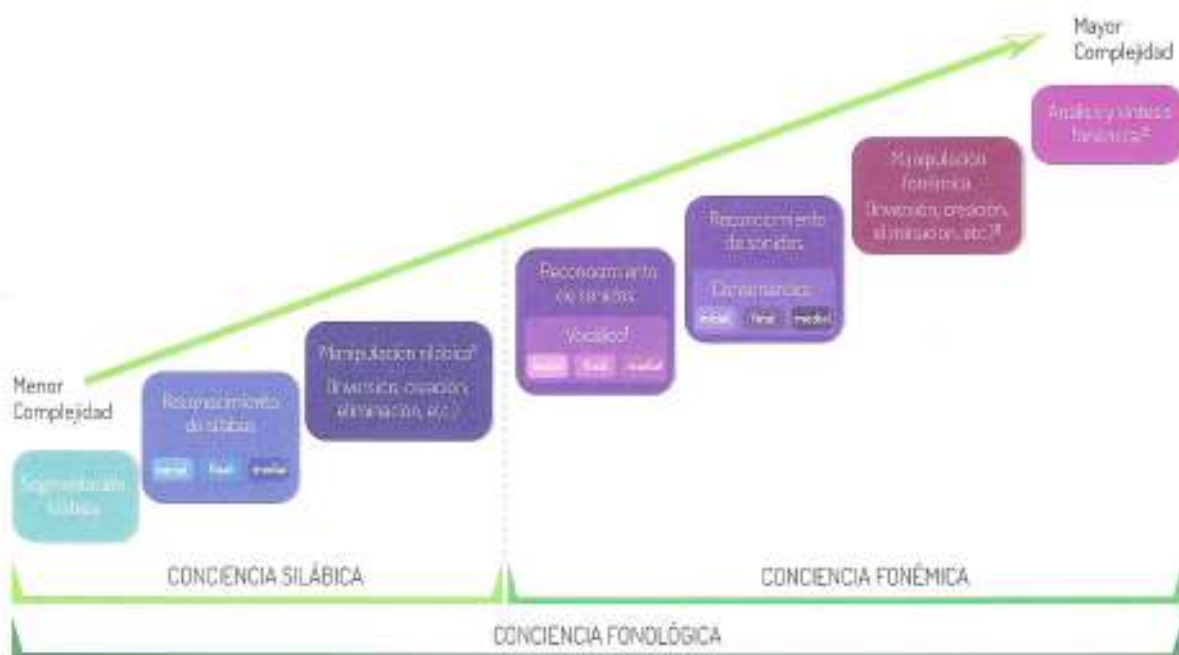 Mayor
Complejidad
Análisis y síntesis
fonémica
Manipulación
fonémica
(Inversión, creación,
eliminación, etc.)
Reconocimiento
de sonidos
Consonántico
inicial final medial
Reconocimiento
de sonidos
Vocálico
inicial final medial
Manipulación silábica
(Inversión, creación,
eliminación, etc.)
Menor
Complejidad
Reconocimiento
de sílabas
inicial final medial
Segmentación
silábica
CONCIENCIA SILÁBICA
CONCIENCIA FONÉMICA
CONCIENCIA FONOLÓGICA